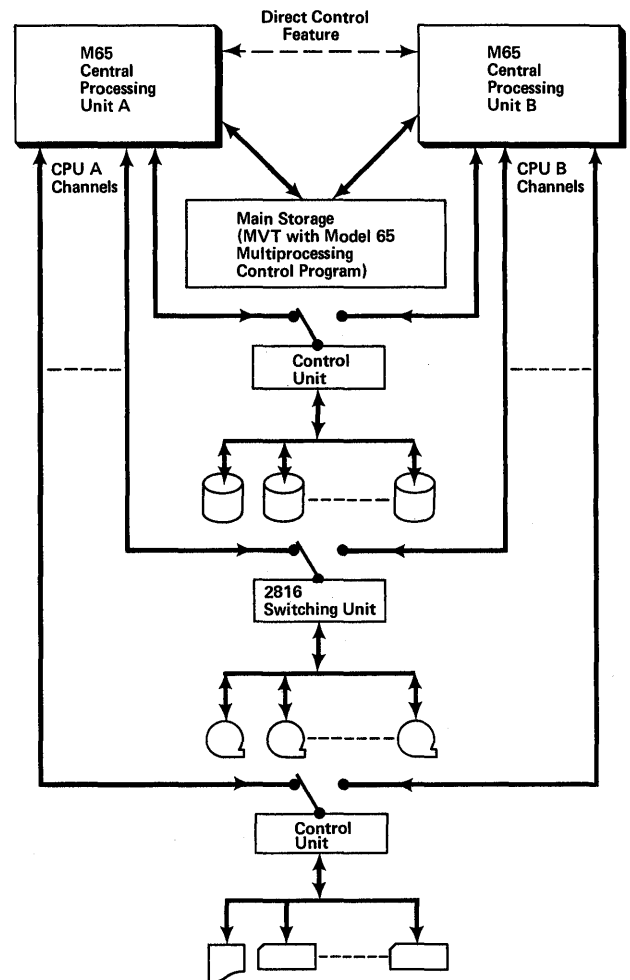 Direct Control
Feature
M65
Central
Processing
Unit A
M65
Central
Processing
Unit B
CPU A
Channels
CPU B
Channels
Main Storage
(MVT with Model 65
Multiprocessing
Control Program)
Control
Unit
2816
Switching Unit
Control
Unit